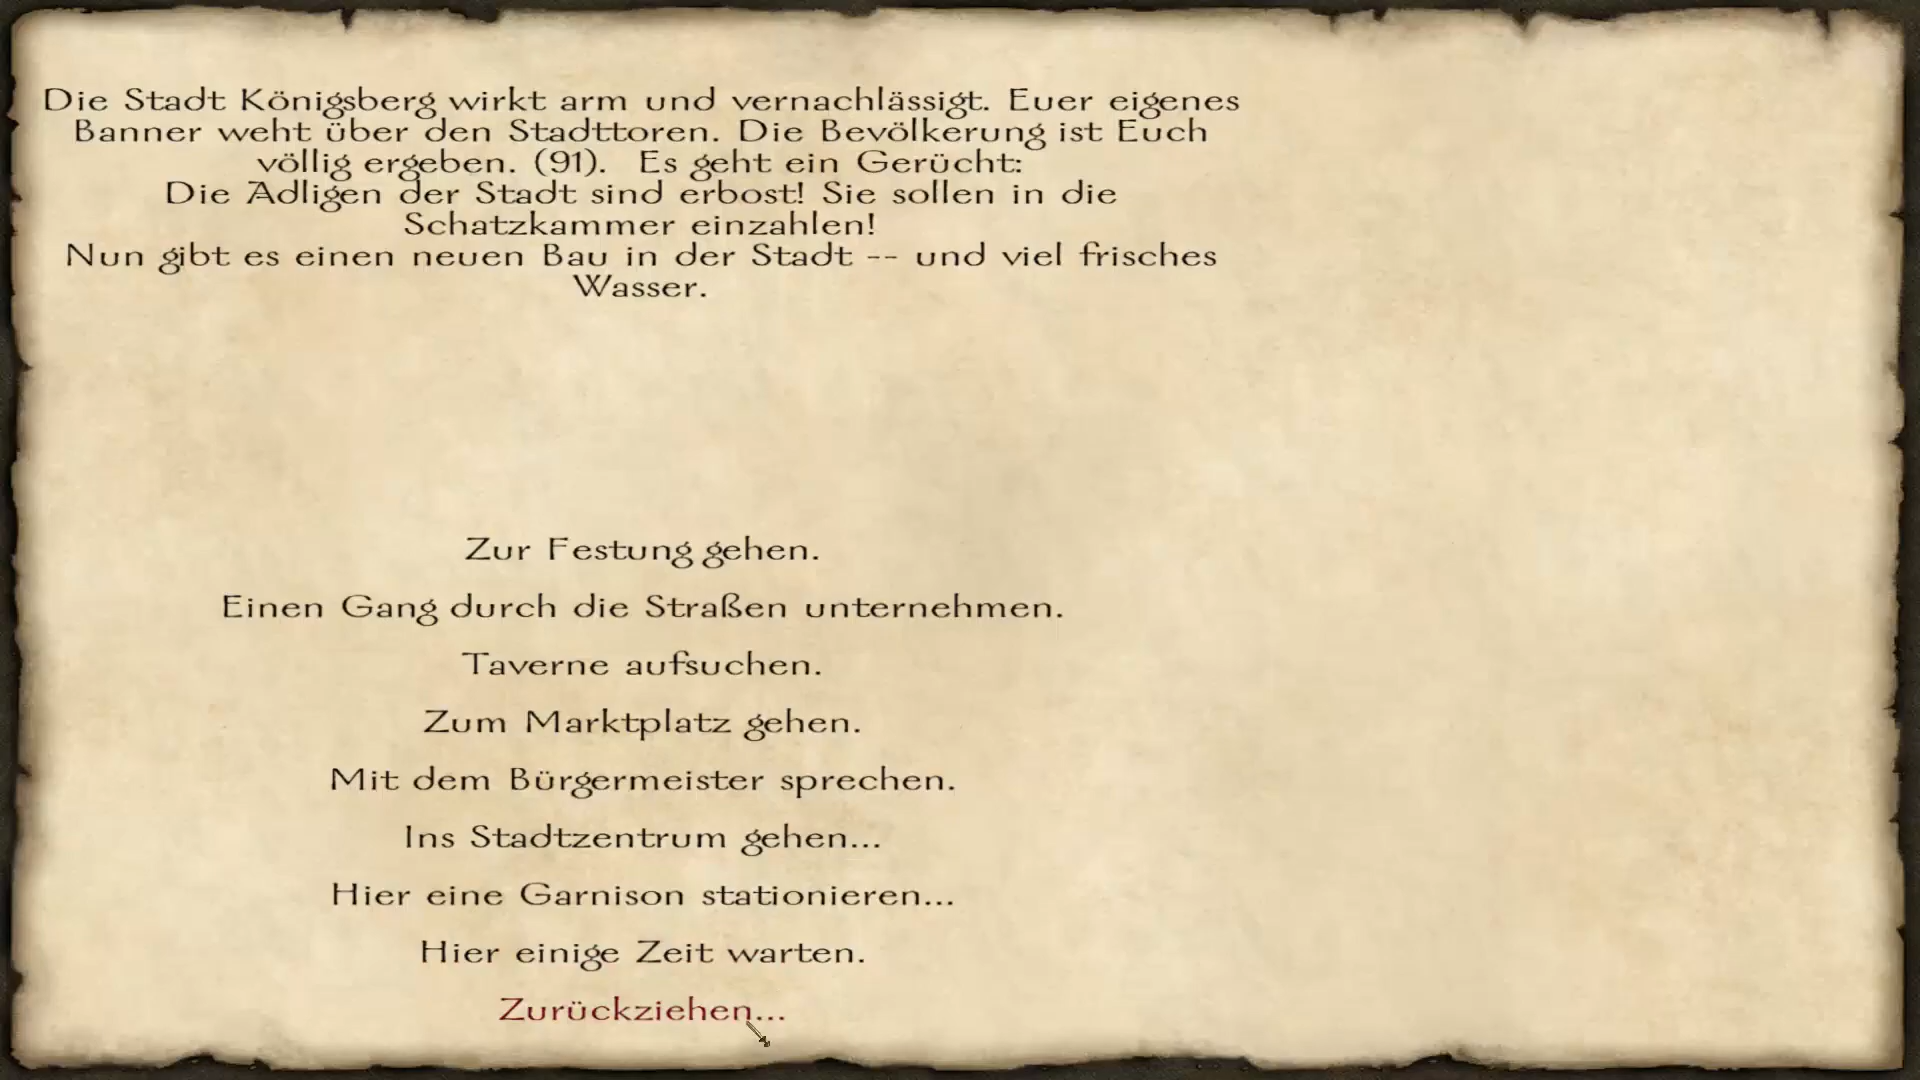 Die Stadt Königsberg wirkt arm und vernachlässigt. Euer eigenes
Banner weht über den Stadttoren. Die Bevölkerung ist Euch
völlig ergeben. (91). Es geht ein Gerücht:
Die Adligen der Stadt sind erbost! Sie sollen in die
Schatzkammer einzahlen!
Nun gibt es einen neuen Bau in der Stadt -- und viel frisches
Wasser.
Zur Festung gehen.
Einen Gang durch die Straßen unternehmen.
Taverne aufsuchen.
Zum Marktplatz gehen.
Mit dem Bürgermeister sprechen.
Ins Stadtzentrum gehen...
Hier eine Garnison stationieren...
Hier einige Zeit warten.
Zurückziehen...